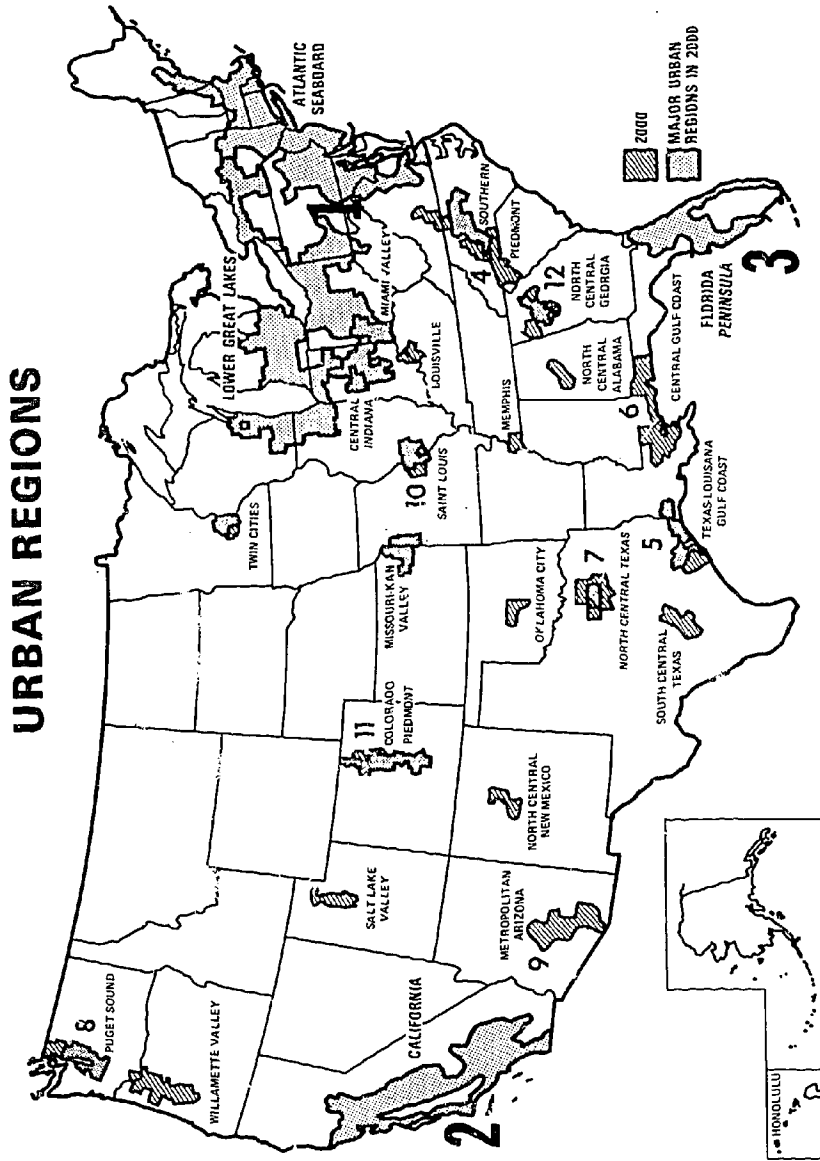 URBAN REGIONS
8
PUGET SOUND
WILLAMETTE VALLEY
2
CALIFORNIA
SALT LAKE
VALLEY
9
METROPOLITAN
ARIZONA
11
COLORADO
PIEDMONT
NORTH CENTRAL
NEW MEXICO
TWIN CITIES
MISSOURI-KAN
VALLEY
OKLAHOMA CITY
7
NORTH CENTRAL TEXAS
SOUTH CENTRAL
TEXAS
5
TEXAS-LOUISANA
GULF COAST
10
SAINT LOUIS
MEMPHIS
LOWER GREAT LAKES
CENTRAL
INDIANA
MIAMI VALLEY
LOUISVILLE
1
ATLANTIC
SEABOARD
4
SOUTHERN
PIEDMONT
12
NORTH
CENTRAL
GEORGIA
NORTH
CENTRAL
ALABAMA
6
CENTRAL GULF COAST
FLORIDA
PENINSULA
3
2000
MAJOR URBAN
REGIONS IN 2000
HONOLULU